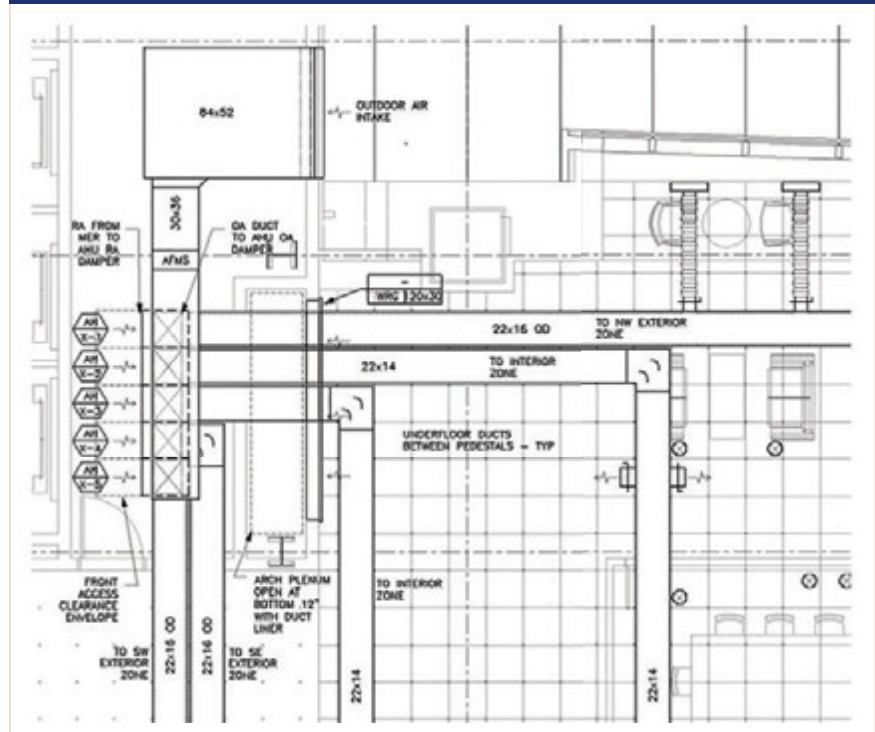 84x52
OUTDOOR AIR
INTAKE
30x36
RA FROM
MER TO
AHU RA
DAMPER
OA DUCT
TO AHU OA
DAMPER
AFMS
WRG 120x30
AH
X-1
AH
X-2
AH
X-3
AH
X-4
AH
X-5
22x16 OD
TO NW EXTERIOR
ZONE
22x14
TO INTERIOR
ZONE
UNDERFLOOR DUCTS
BETWEEN PEDESTALS - TYP
FRONT
ACCESS
CLEARANCE
ENVELOPE
ARCH PLENUM
OPEN AT
BOTTOM .12"
WITH DUCT
LINER
TO INTERIOR
ZONE
TO SW
EXTERIOR
ZONE
22x16 OD
22x16 OD
TO SE
EXTERIOR
ZONE
22x14
22x14